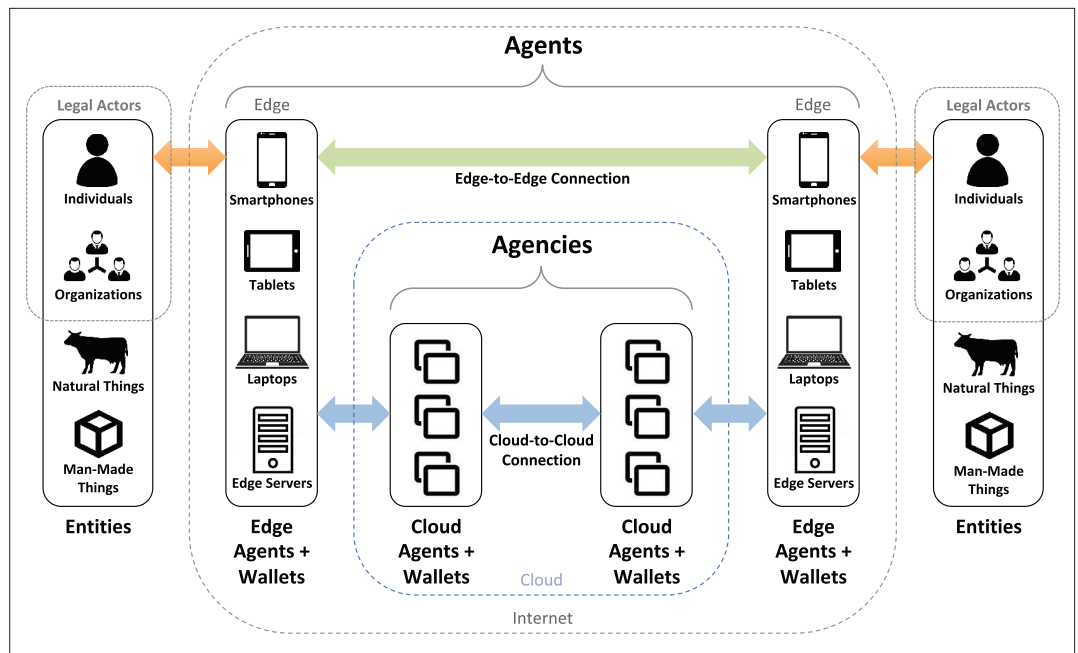 Agents
Legal Actors
Edge
Edge
Legal Actors
Individuals
Smartphones
Edge-to-Edge Connection
Smartphones
Individuals
Agencies
Organizations
Tablets
Tablets
Organizations
Natural Things
Laptops
Laptops
Natural Things
Man-Made
Things
Edge Servers
Cloud-to-Cloud
Connection
Edge Servers
Man-Made
Things
Entities
Edge
Agents +
Wallets
Cloud
Agents +
Wallets
Cloud
Agents +
Wallets
Edge
Agents +
Wallets
Entities
Cloud
Internet